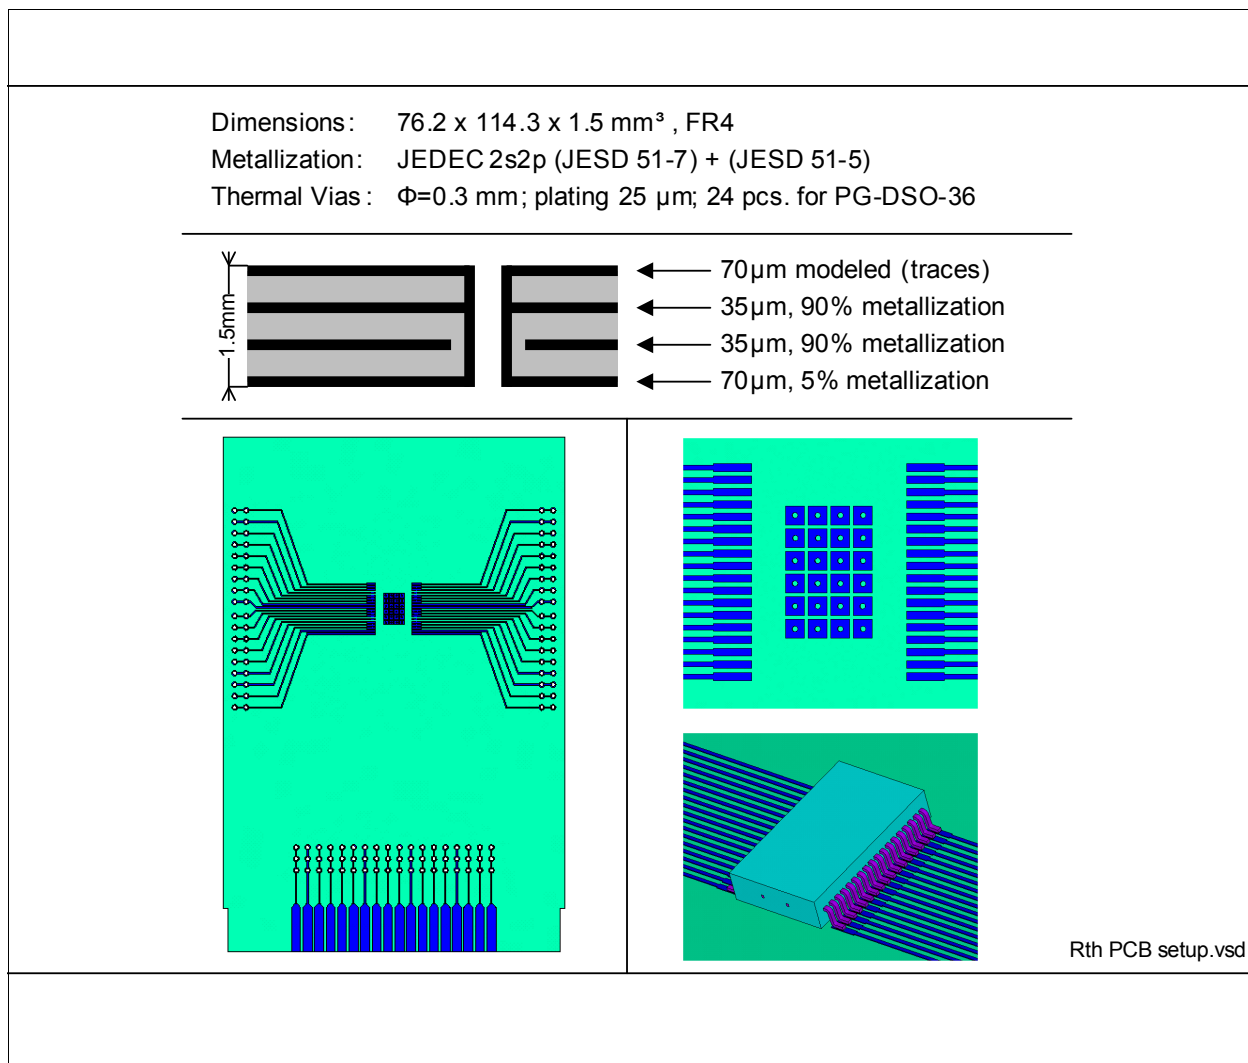 Dimensions: 76.2 x 114.3 x 1.5 mm³ , FR4
Metallization: JEDEC 2s2p (JESD 51-7) + (JESD 51-5)
Thermal Vias : Φ=0.3 mm; plating 25 µm; 24 pcs. for PG-DSO-36
1.5mm
70µm modeled (traces)
35µm, 90% metallization
35µm, 90% metallization
70µm, 5% metallization
Rth PCB setup.vsd